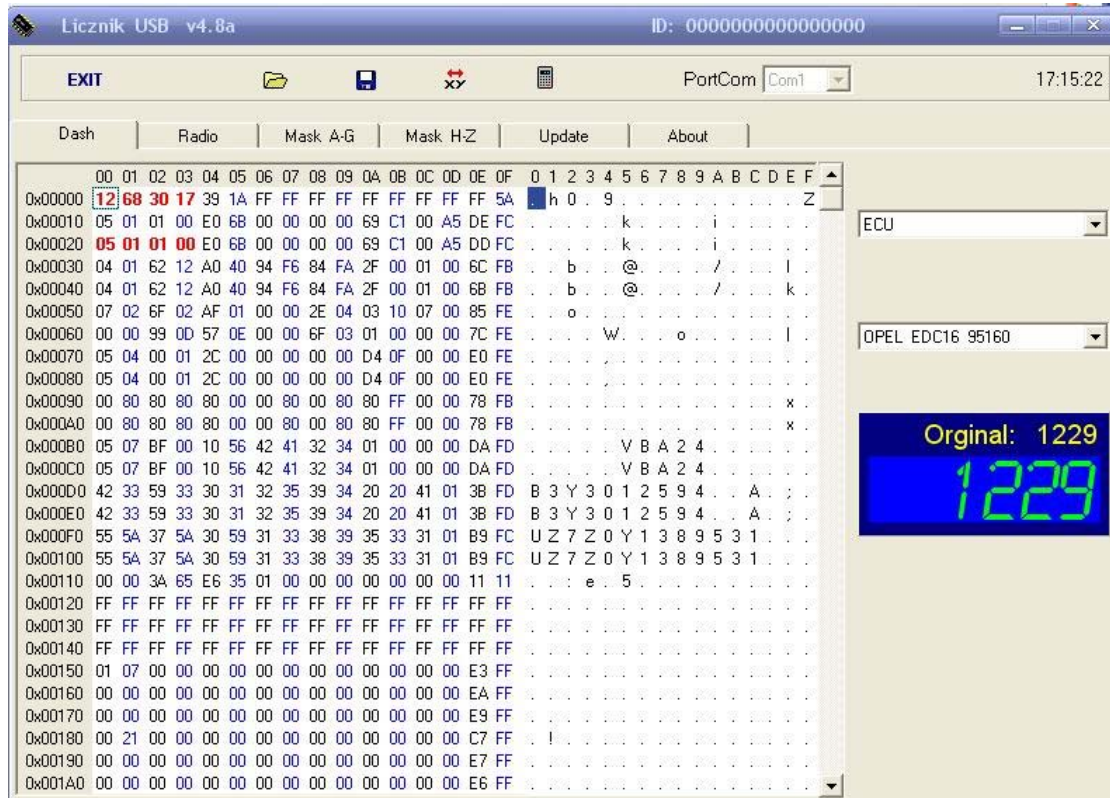 Licznik USB v4.8a ID: 0000000000000000
EXIT PortCom Com1 17:15:22
Dash Radio Mask A-G Mask H-Z Update About
00 01 02 03 04 05 06 07 08 09 0A 0B 0C 0D 0E 0F 0 1 2 3 4 5 6 7 8 9 A B C D E F
0x00000 12 68 30 17 39 1A FF FF FF FF FF FF FF FF FF 5A . h 0 . 9 . . . . . . . . . . Z
0x00010 05 01 01 00 E0 6B 00 00 00 00 69 C1 00 A5 DE FC . . . . . k . . . . i . . . . .
0x00020 05 01 01 00 E0 6B 00 00 00 00 69 C1 00 A5 DD FC . . . . . k . . . . i . . . . .
0x00030 04 01 62 12 A0 40 94 F6 84 FA 2F 00 01 00 6C FB . . b . . @ . . . . / . . . l .
0x00040 04 01 62 12 A0 40 94 F6 84 FA 2F 00 01 00 6B FB . . b . . @ . . . . / . . . k .
0x00050 07 02 6F 02 AF 01 00 00 2E 04 03 10 07 00 85 FE . . o . . . . . . . . . . . . .
0x00060 00 00 99 0D 57 0E 00 00 6F 03 01 00 00 00 7C FE . . . . W . . . o . . . . . | .
0x00070 05 04 00 01 2C 00 00 00 00 00 D4 0F 00 00 E0 FE . . . . , . . . . . . . . . . .
0x00080 05 04 00 01 2C 00 00 00 00 00 D4 0F 00 00 E0 FE . . . . , . . . . . . . . . . .
0x00090 00 80 80 80 80 00 00 80 00 80 80 FF 00 00 78 FB . . . . . . . . . . . . . . x .
0x000A0 00 80 80 80 80 00 00 80 00 80 80 FF 00 00 78 FB . . . . . . . . . . . . . . x .
0x000B0 05 07 BF 00 10 56 42 41 32 34 01 00 00 00 DA FD . . . . . V B A 2 4 . . . . . .
0x000C0 05 07 BF 00 10 56 42 41 32 34 01 00 00 00 DA FD . . . . . V B A 2 4 . . . . . .
0x000D0 42 33 59 33 30 31 32 35 39 34 20 20 41 01 3B FD B 3 Y 3 0 1 2 5 9 4 . . A . ; .
0x000E0 42 33 59 33 30 31 32 35 39 34 20 20 41 01 3B FD B 3 Y 3 0 1 2 5 9 4 . . A . ; .
0x000F0 55 5A 37 5A 30 59 31 33 38 39 35 33 31 01 B9 FC U Z 7 Z 0 Y 1 3 8 9 5 3 1 . . .
0x00100 55 5A 37 5A 30 59 31 33 38 39 35 33 31 01 B9 FC U Z 7 Z 0 Y 1 3 8 9 5 3 1 . . .
0x00110 00 00 3A 65 E6 35 01 00 00 00 00 00 00 00 11 11 . . : e . 5 . . . . . . . . . .
0x00120 FF FF FF FF FF FF FF FF FF FF FF FF FF FF FF FF . . . . . . . . . . . . . . . .
0x00130 FF FF FF FF FF FF FF FF FF FF FF FF FF FF FF FF . . . . . . . . . . . . . . . .
0x00140 FF FF FF FF FF FF FF FF FF FF FF FF FF FF FF FF . . . . . . . . . . . . . . . .
0x00150 01 07 00 00 00 00 00 00 00 00 00 00 00 00 E3 FF . . . . . . . . . . . . . . . .
0x00160 00 00 00 00 00 00 00 00 00 00 00 00 00 00 EA FF . . . . . . . . . . . . . . . .
0x00170 00 00 00 00 00 00 00 00 00 00 00 00 00 00 E9 FF . . . . . . . . . . . . . . . .
0x00180 00 21 00 00 00 00 00 00 00 00 00 00 00 00 C7 FF . ! . . . . . . . . . . . . . .
0x00190 00 00 00 00 00 00 00 00 00 00 00 00 00 00 E7 FF . . . . . . . . . . . . . . . .
0x001A0 00 00 00 00 00 00 00 00 00 00 00 00 00 00 E6 FF . . . . . . . . . . . . . . . .
ECU
OPEL EDC16 95160
Orginal: 1229
1229